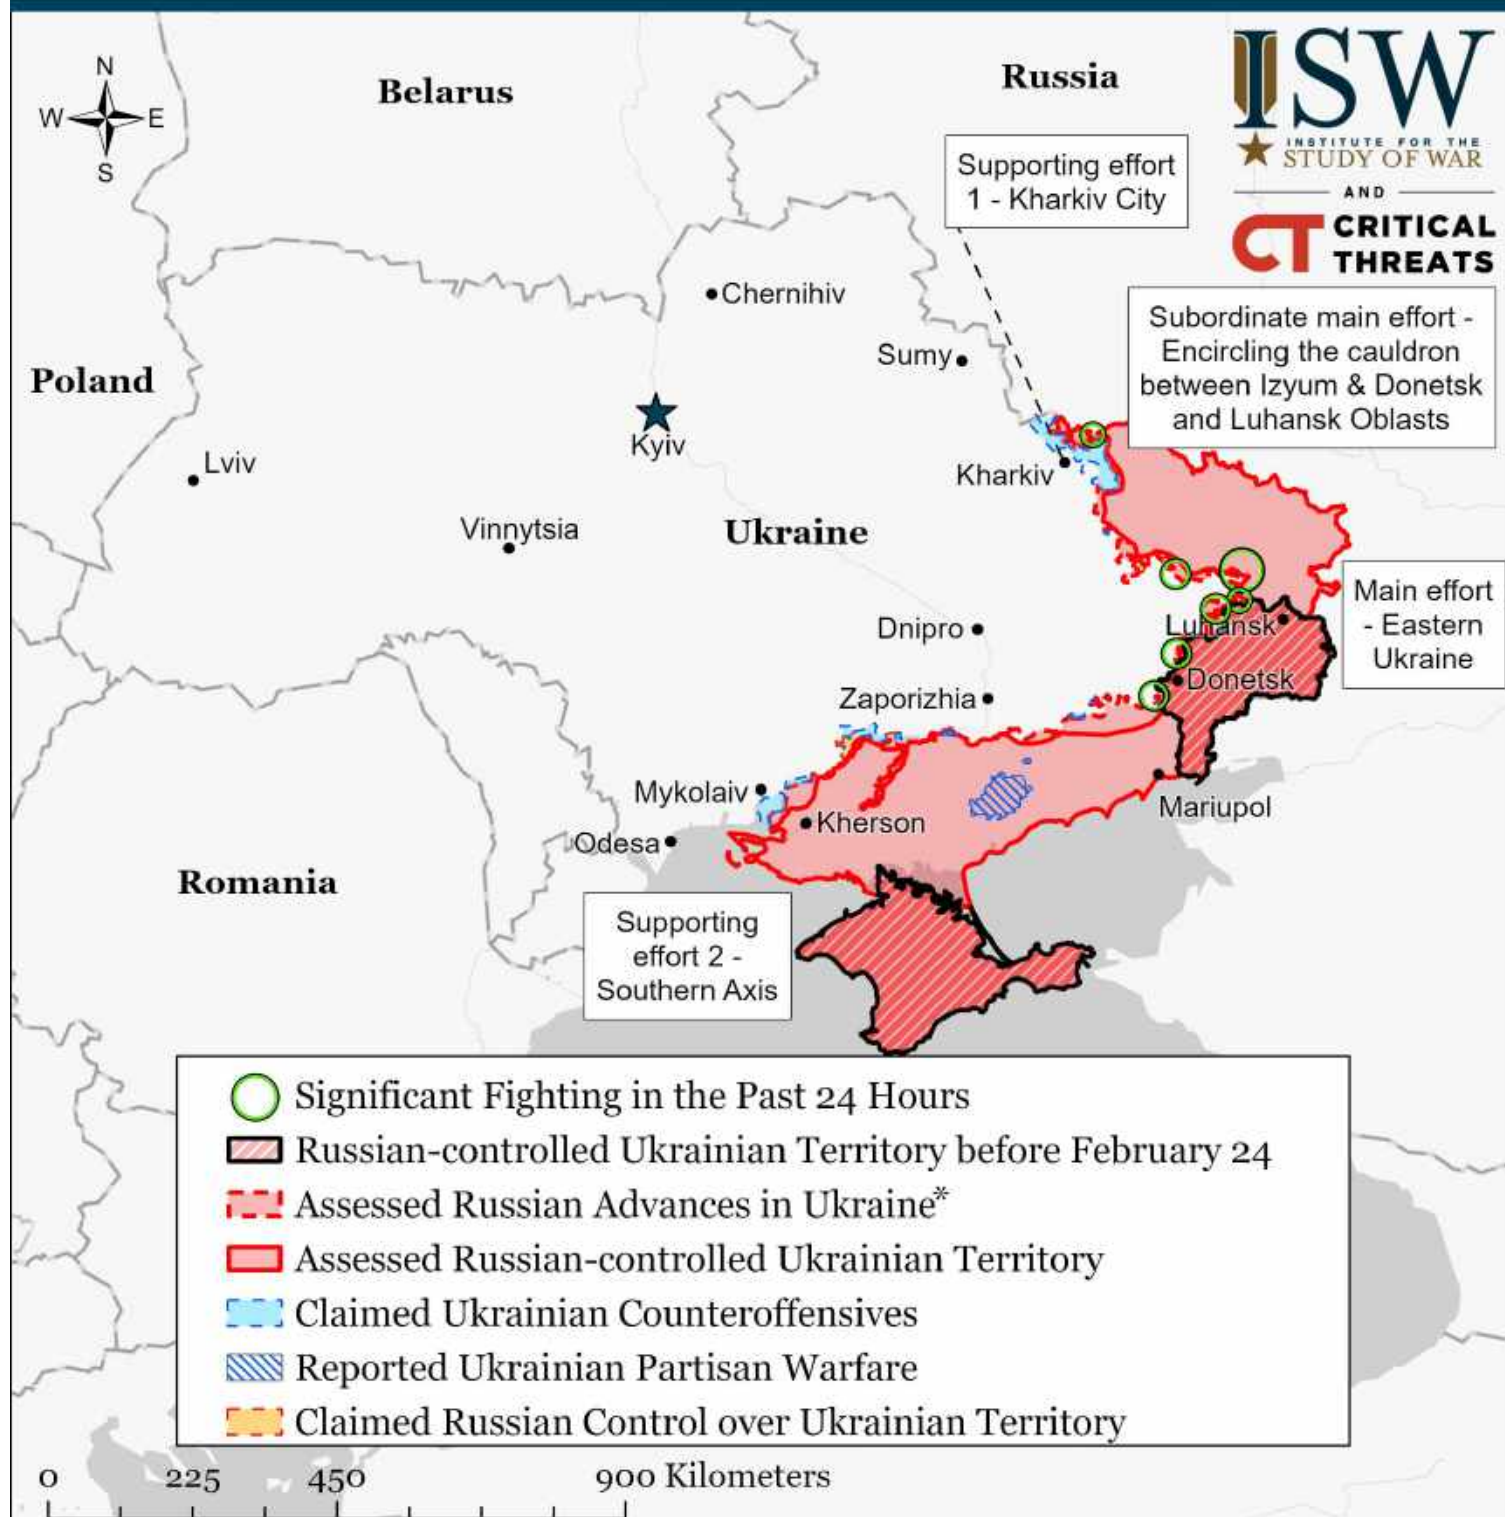 N
W E
S
Belarus
Russia
ISW
INSTITUTE FOR THE
STUDY OF WAR
AND
CT CRITICAL
THREATS
Supporting effort
1 - Kharkiv City
Subordinate main effort -
Encircling the cauldron
between Izyum & Donetsk
and Luhansk Oblasts
Chernihiv
Sumy
Poland
Kyiv
Lviv
Kharkiv
Vinnytsia
Ukraine
Main effort
- Eastern
Ukraine
Dnipro
Luhansk
Donetsk
Zaporizhia
Mykolaiv
Mariupol
Kherson
Odesa
Romania
Supporting
effort 2 -
Southern Axis
Significant Fighting in the Past 24 Hours
Russian-controlled Ukrainian Territory before February 24
Assessed Russian Advances in Ukraine*
Assessed Russian-controlled Ukrainian Territory
Claimed Ukrainian Counteroffensives
Reported Ukrainian Partisan Warfare
Claimed Russian Control over Ukrainian Territory
0 225 450 900 Kilometers